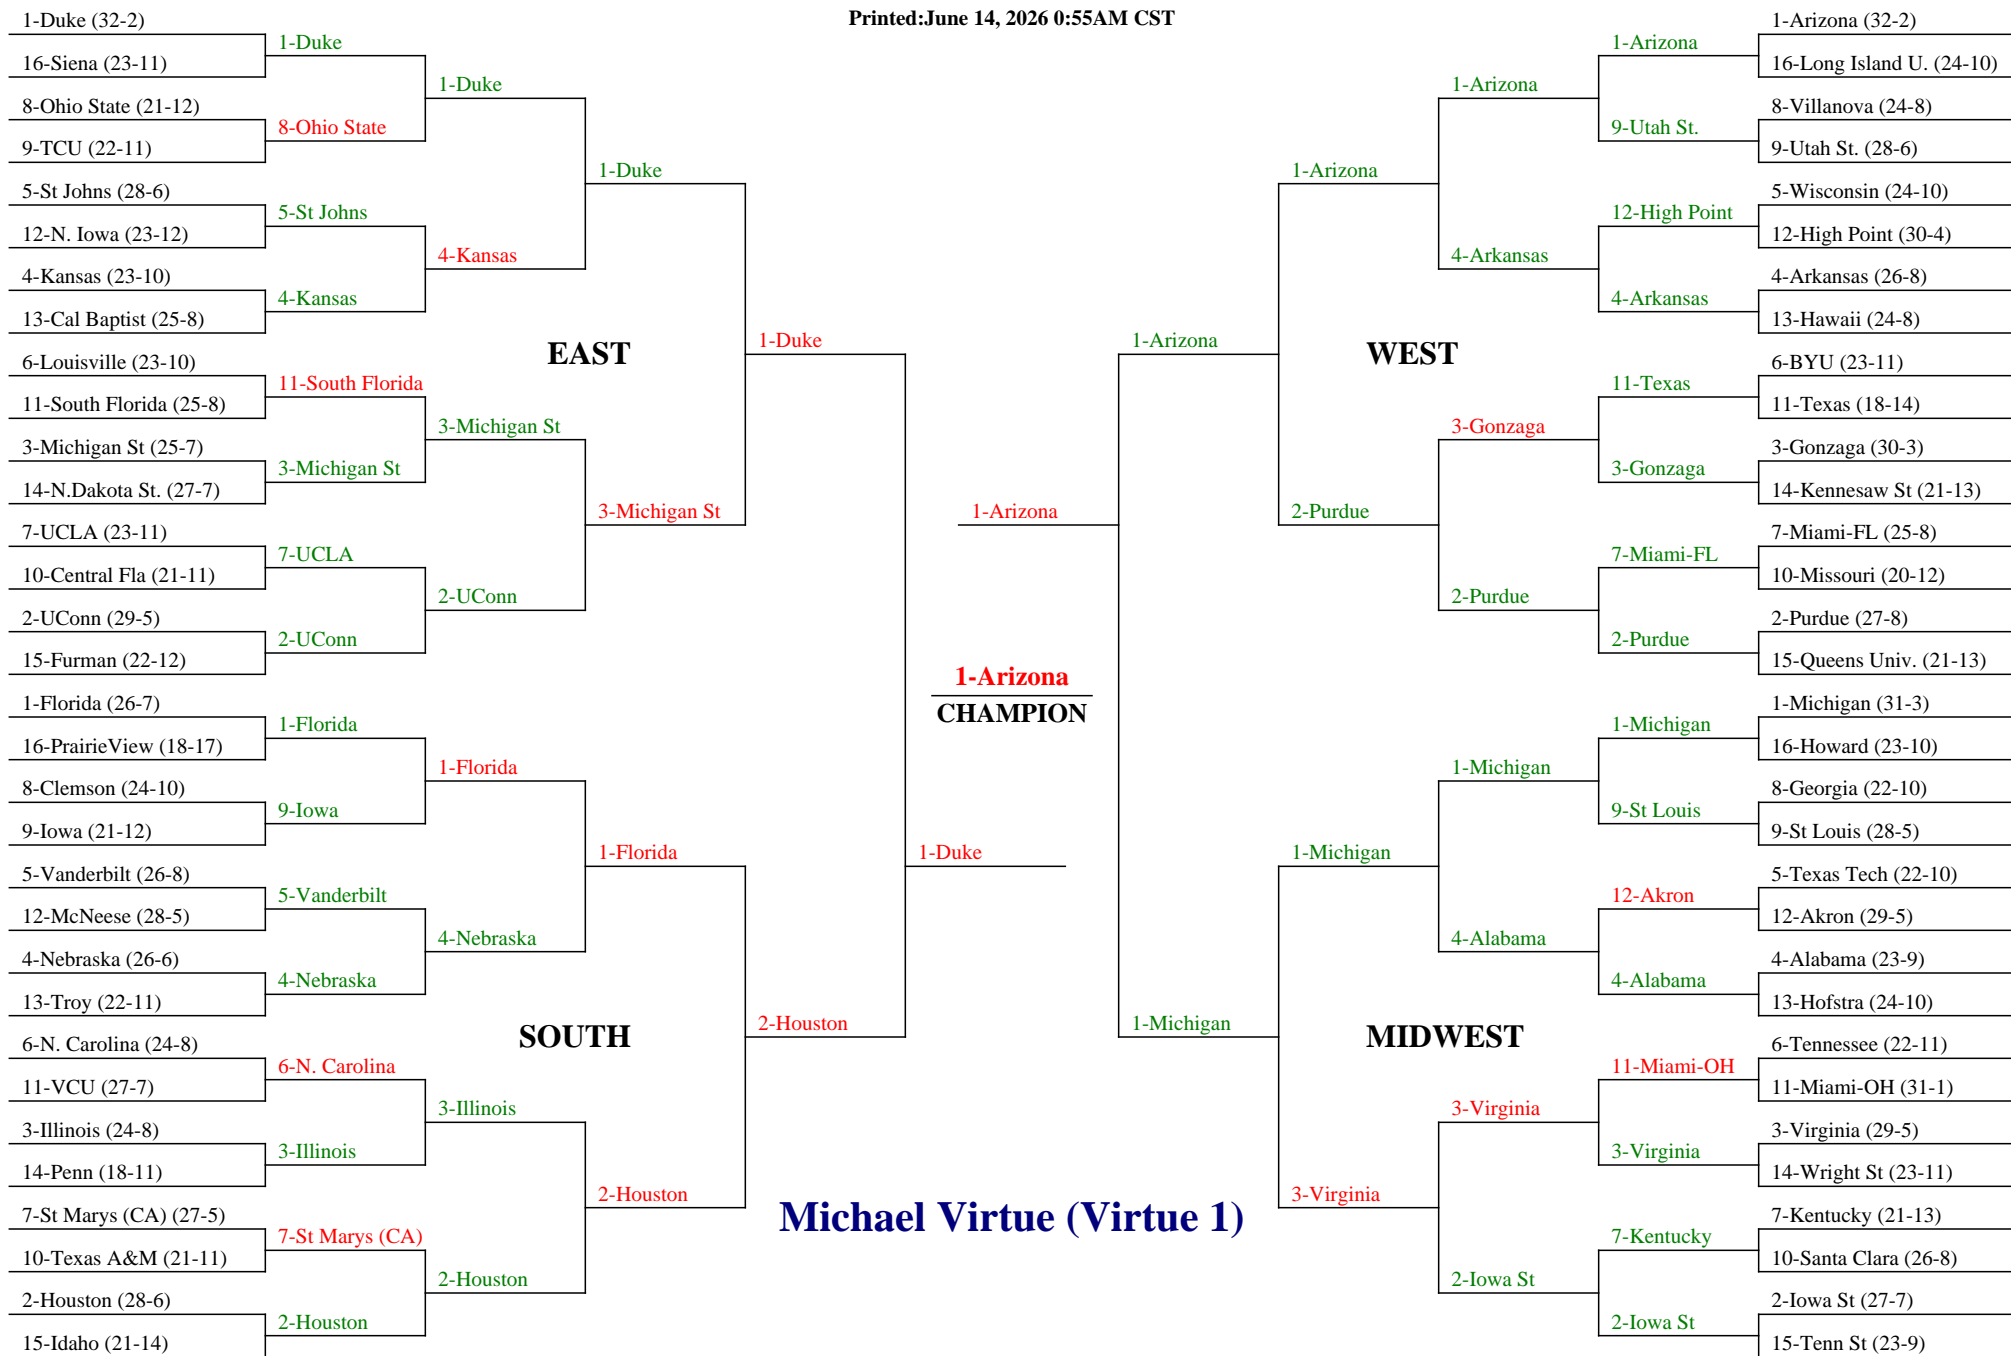 Printed:June 14, 2026 0:55AM CST
1-Duke (32-2)
16-Siena (23-11)
8-Ohio State (21-12)
9-TCU (22-11)
5-St Johns (28-6)
12-N. Iowa (23-12)
4-Kansas (23-10)
13-Cal Baptist (25-8)
6-Louisville (23-10)
11-South Florida (25-8)
3-Michigan St (25-7)
14-N.Dakota St. (27-7)
7-UCLA (23-11)
10-Central Fla (21-11)
2-UConn (29-5)
15-Furman (22-12)
1-Florida (26-7)
16-PrairieView (18-17)
8-Clemson (24-10)
9-Iowa (21-12)
5-Vanderbilt (26-8)
12-McNeese (28-5)
4-Nebraska (26-6)
13-Troy (22-11)
6-N. Carolina (24-8)
11-VCU (27-7)
3-Illinois (24-8)
14-Penn (18-11)
7-St Marys (CA) (27-5)
10-Texas A&M (21-11)
2-Houston (28-6)
15-Idaho (21-14)
1-Duke
8-Ohio State
5-St Johns
4-Kansas
11-South Florida
3-Michigan St
7-UCLA
2-UConn
1-Florida
9-Iowa
5-Vanderbilt
4-Nebraska
6-N. Carolina
3-Illinois
7-St Marys (CA)
2-Houston
1-Duke
4-Kansas
3-Michigan St
2-UConn
1-Florida
4-Nebraska
3-Illinois
2-Houston
1-Duke
3-Michigan St
1-Florida
2-Houston
EAST
SOUTH
1-Duke
2-Houston
1-Duke
1-Arizona
1-Arizona
CHAMPION
Michael Virtue (Virtue 1)
1-Arizona
1-Michigan
WEST
MIDWEST
1-Arizona
2-Purdue
1-Michigan
3-Virginia
1-Arizona
4-Arkansas
3-Gonzaga
2-Purdue
1-Michigan
4-Alabama
3-Virginia
2-Iowa St
1-Arizona
9-Utah St.
12-High Point
4-Arkansas
11-Texas
3-Gonzaga
7-Miami-FL
2-Purdue
1-Michigan
9-St Louis
12-Akron
4-Alabama
11-Miami-OH
3-Virginia
7-Kentucky
2-Iowa St
1-Arizona (32-2)
16-Long Island U. (24-10)
8-Villanova (24-8)
9-Utah St. (28-6)
5-Wisconsin (24-10)
12-High Point (30-4)
4-Arkansas (26-8)
13-Hawaii (24-8)
6-BYU (23-11)
11-Texas (18-14)
3-Gonzaga (30-3)
14-Kennesaw St (21-13)
7-Miami-FL (25-8)
10-Missouri (20-12)
2-Purdue (27-8)
15-Queens Univ. (21-13)
1-Michigan (31-3)
16-Howard (23-10)
8-Georgia (22-10)
9-St Louis (28-5)
5-Texas Tech (22-10)
12-Akron (29-5)
4-Alabama (23-9)
13-Hofstra (24-10)
6-Tennessee (22-11)
11-Miami-OH (31-1)
3-Virginia (29-5)
14-Wright St (23-11)
7-Kentucky (21-13)
10-Santa Clara (26-8)
2-Iowa St (27-7)
15-Tenn St (23-9)